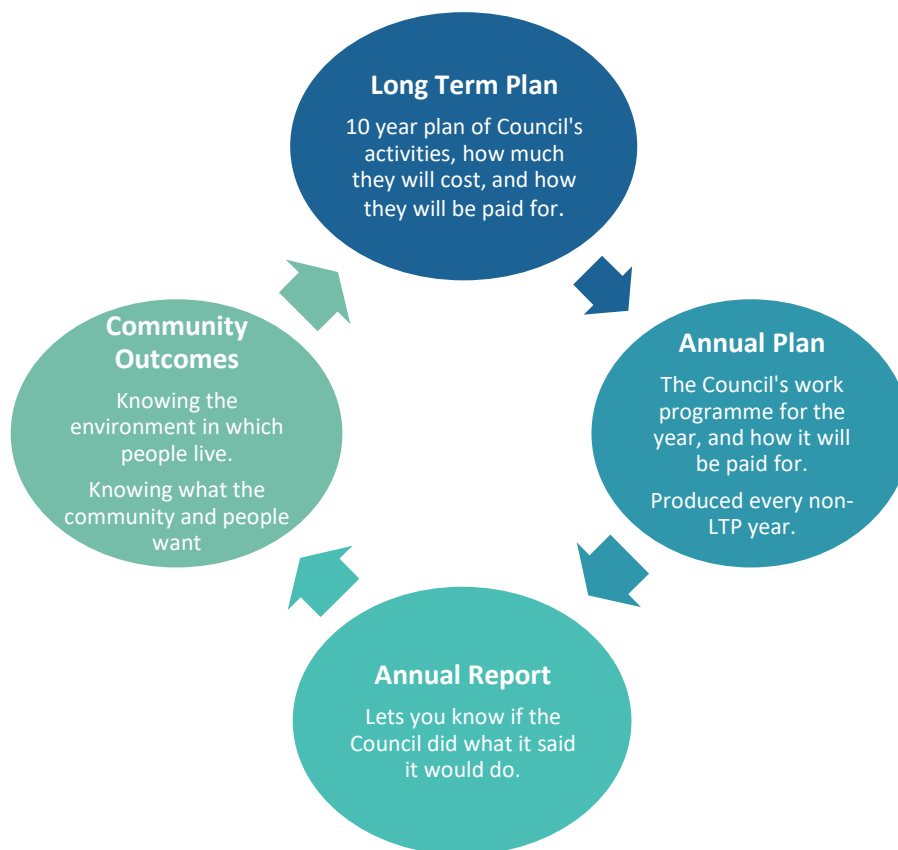 Long Term Plan
10 year plan of Council's
activities, how much
they will cost, and how
they will be paid for.
Community
Outcomes
Knowing the
environment in which
people live.
Knowing what the
community and people
want
Annual Plan
The Council's work
programme for the
year, and how it will
be paid for.
Produced every non-
LTP year.
Annual Report
Lets you know if the
Council did what it said
it would do.